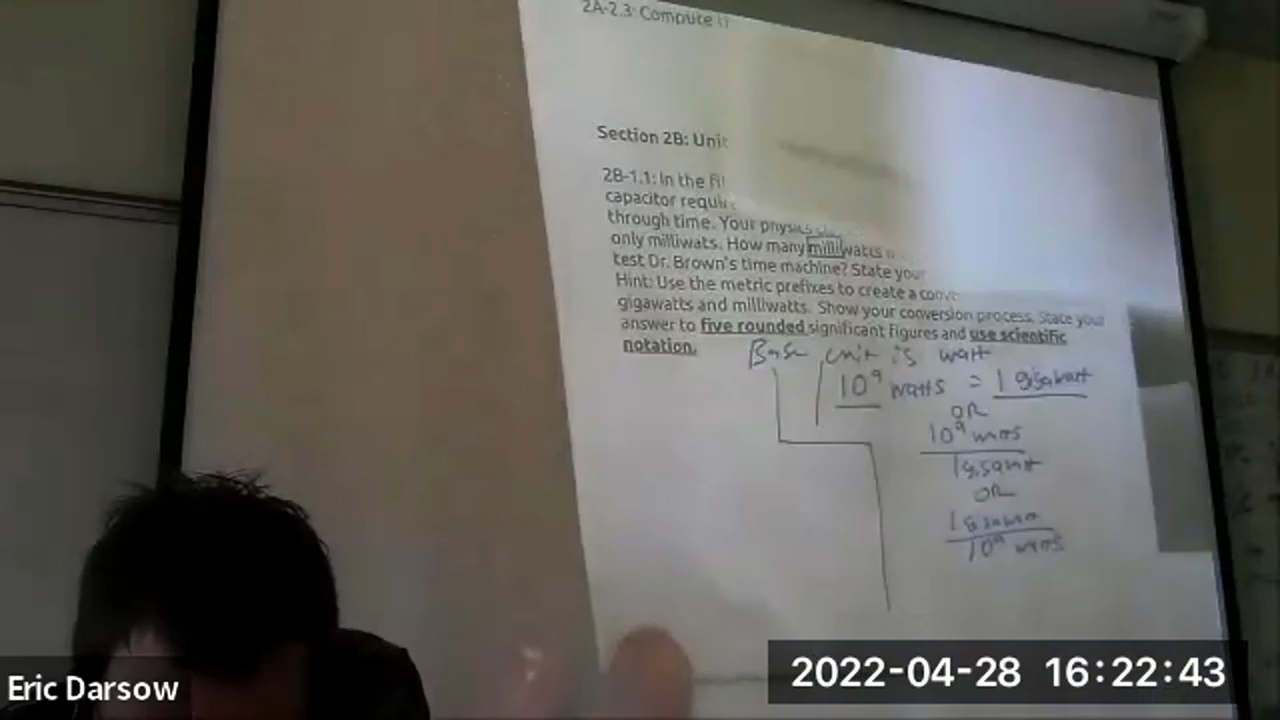 2A-2.3: Compute
Section 2B: Unit
2B-1.1: In the
capacitor
through time. Your physics
only milliwats. How many milliwatts
test Dr. Brown's time machine? State your
Hint: Use the metric prefixes to create a
gigawatts and milliwatts. Show your conversion process. State your
answer to five rounded significant figures and use scientific
notation.
Base unit is watt
10⁹ watts = 1 gigawatt
OR
10⁹ watts
1 gigawatt
OR
1 gigawatt
10⁹ watts
Eric Darsow
2022-04-28 16:22:43